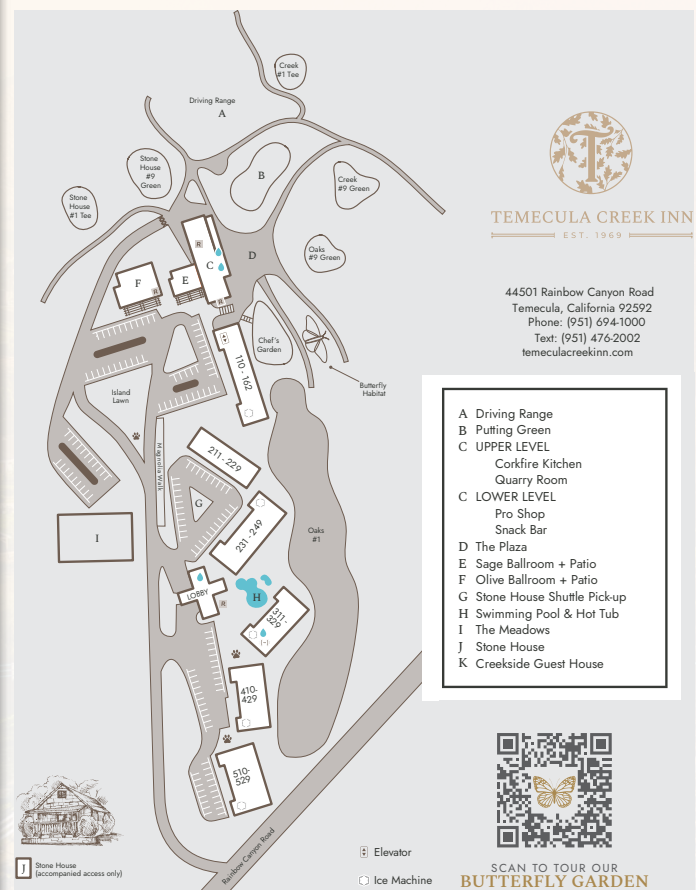 Creek
#1 Tee
Driving Range
A
Stone
House
#9
Green
B
Creek
#9 Green
Stone
House
#1 Tee
R
C
D
Oaks
#9 Green
F
R
E
R
Chef's
Garden
110 - 162
Butterfly
Habitat
Island
Lawn
Magnolia Walk
211 - 229
G
231 - 249
Oaks
#1
I
LOBBY
R
H
311-
329
410-
429
510-
529
Rainbow Canyon Road
J
Stone House
(accompanied access only)
Elevator
Ice Machine
T
TEMECULA CREEK INN
EST. 1969
44501 Rainbow Canyon Road
Temecula, California 92592
Phone: (951) 694-1000
Text: (951) 476-2002
temeculacreekinn.com
A Driving Range
B Putting Green
C UPPER LEVEL
Corkfire Kitchen
Quarry Room
C LOWER LEVEL
Pro Shop
Snack Bar
D The Plaza
E Sage Ballroom + Patio
F Olive Ballroom + Patio
G Stone House Shuttle Pick-up
H Swimming Pool & Hot Tub
I The Meadows
J Stone House
K Creekside Guest House
SCAN TO TOUR OUR
BUTTERFLY GARDEN